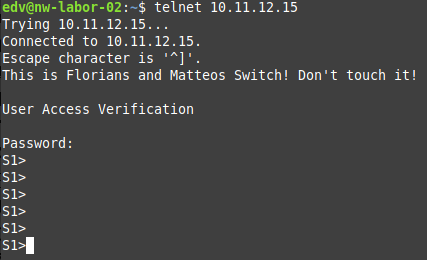 edv@nw-labor-02:~$ telnet 10.11.12.15
Trying 10.11.12.15...
Connected to 10.11.12.15.
Escape character is '^]'.
This is Florians and Matteos Switch! Don't touch it!
User Access Verification
Password:
S1>
S1>
S1>
S1>
S1>
S1>